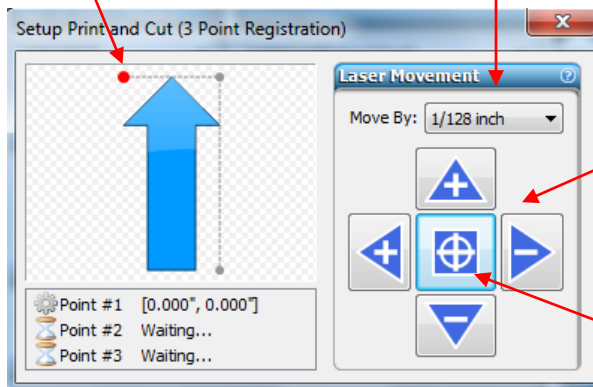 Setup Print and Cut (3 Point Registration)
Laser Movement
Move By: 1/128 inch
Point #1 [0.000", 0.000"]
Point #2 Waiting...
Point #3 Waiting...